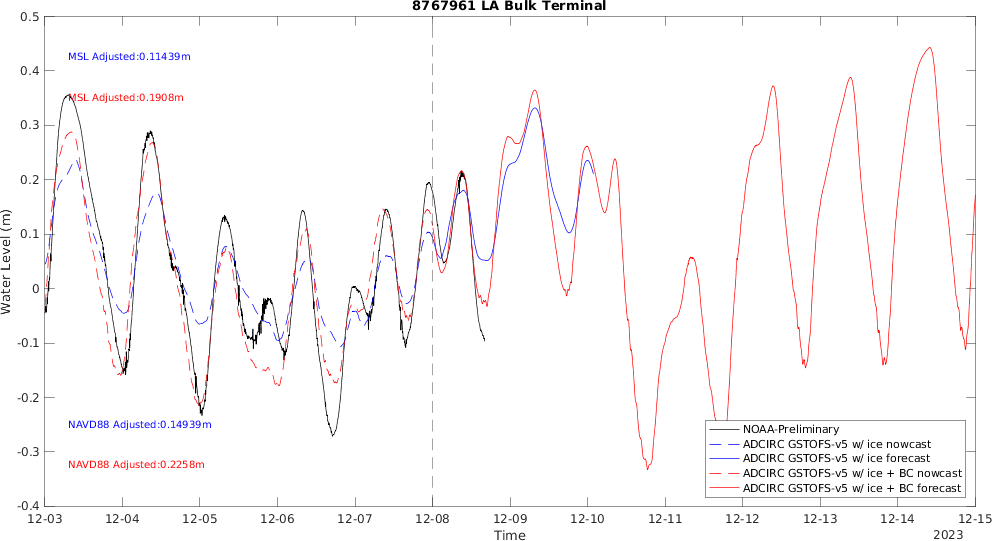 8767961 LA Bulk Terminal
0.5
0.4
0.3
0.2
0.1
0
-0.1
-0.2
-0.3
-0.4
Water Level (m)
MSL Adjusted:0.11439m
MSL Adjusted:0.1908m
NAVD88 Adjusted:0.14939m
NAVD88 Adjusted:0.2258m
NOAA-Preliminary
ADCIRC GSTOFS-v5 w/ ice nowcast
ADCIRC GSTOFS-v5 w/ ice forecast
ADCIRC GSTOFS-v5 w/ ice + BC nowcast
ADCIRC GSTOFS-v5 w/ ice + BC forecast
12-03 12-04 12-05 12-06 12-07 12-08 12-09 12-10 12-11 12-12 12-13 12-14 12-15
Time
2023